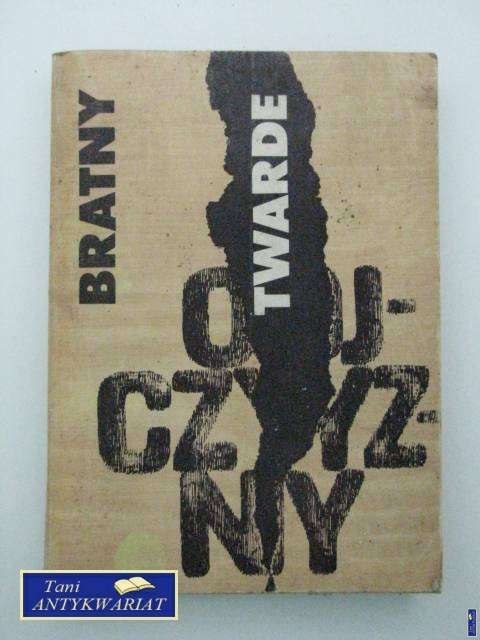 BRATNY
TWARDE
OJ-
CZYZ-
NY
Tani
ANTYKWARIAT